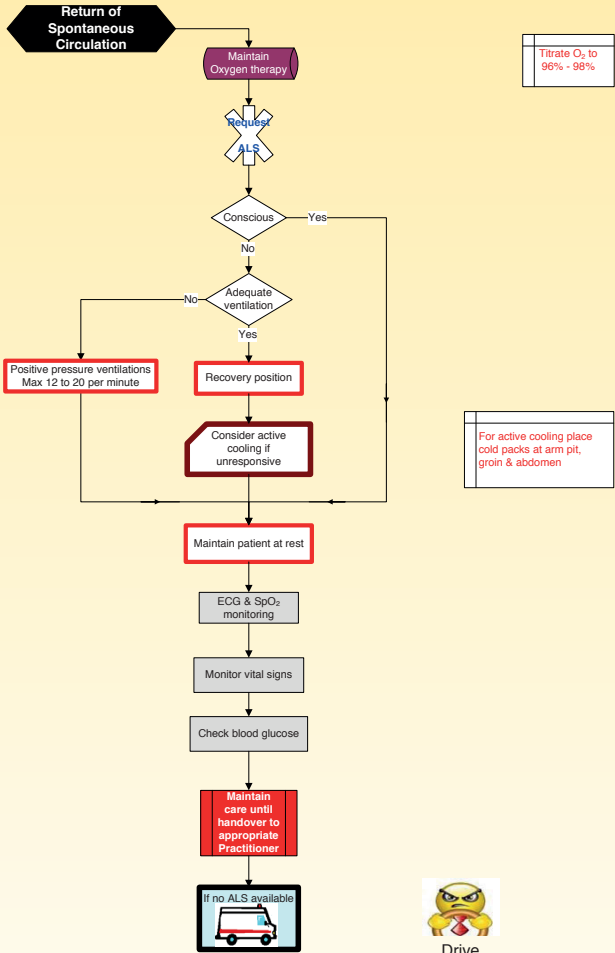 Return of
Spontaneous
Circulation
Maintain
Oxygen therapy
Titrate O₂ to
96% - 98%
Request
ALS
Conscious
Yes
No
Adequate
ventilation
No
Yes
Positive pressure ventilations
Max 12 to 20 per minute
Recovery position
Consider active
cooling if
unresponsive
For active cooling place
cold packs at arm pit,
groin & abdomen
Maintain patient at rest
ECG & SpO₂
monitoring
Monitor vital signs
Check blood glucose
Maintain
care until
handover to
appropriate
Practitioner
If no ALS available
Drive